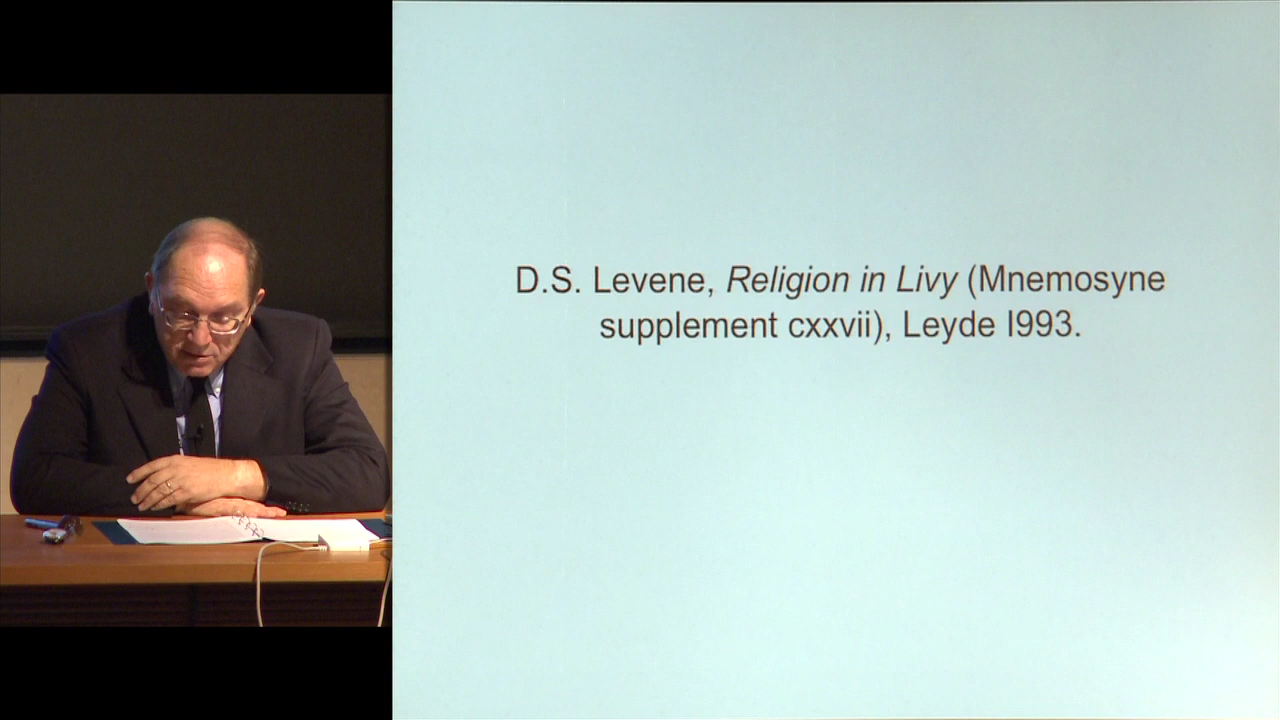 D.S. Levene, Religion in Livy (Mnemosyne
supplement cxxvii), Leyde I993.